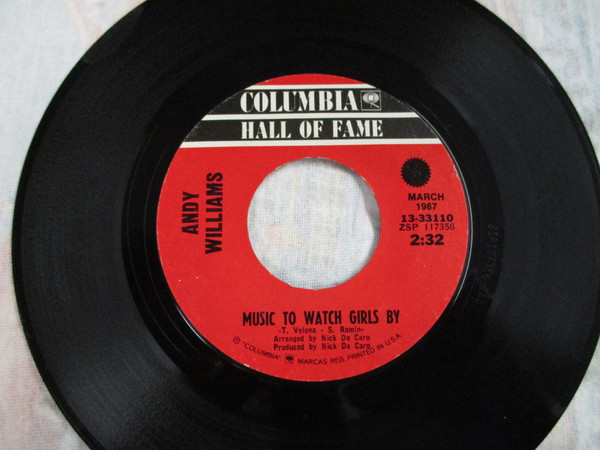 COLUMBIA
HALL OF FAME
ANDY
WILLIAMS
MARCH
1967
13-33110
ZSP 117356
2:32
MUSIC TO WATCH GIRLS BY
-T. Velona - S. Ramin-
Arranged by Nick De Caro
Produced by Nick De Caro
Ⓟ "COLUMBIA", MARCAS REG. PRINTED IN U.S.A.